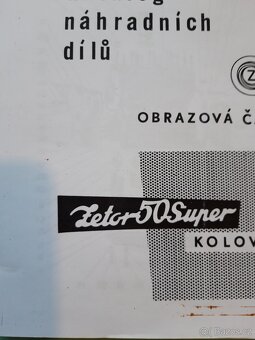 náhradních
dílů
Z
OBRAZOVÁ Č
Zetor 50 Super
KOLOV